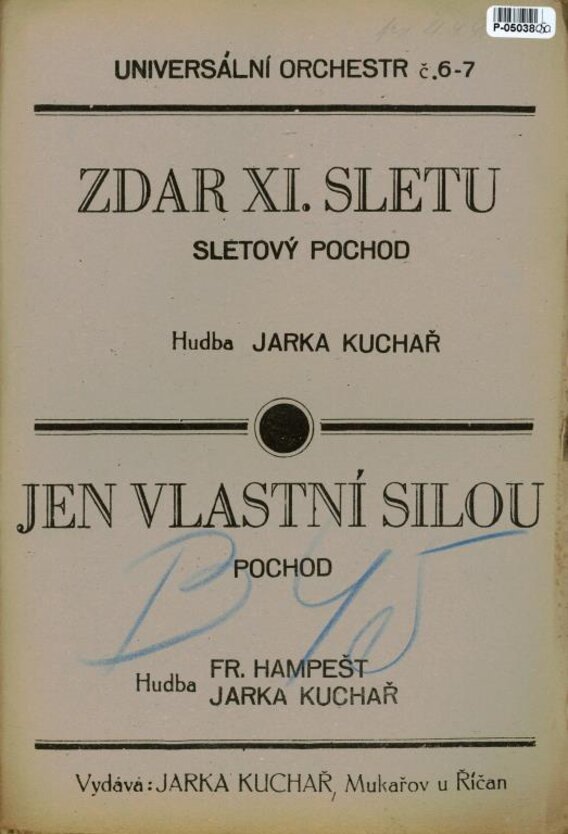 P-05038
UNIVERSÁLNÍ ORCHESTR č.6-7
ZDAR XI. SLETU
SLETOVÝ POCHOD
Hudba JARKA KUCHAŘ
JEN VLASTNÍ SILOU
POCHOD
B 45
Hudba FR. HAMPEŠT
JARKA KUCHAŘ
Vydává: JARKA KUCHAŘ, Mukařov u Říčan